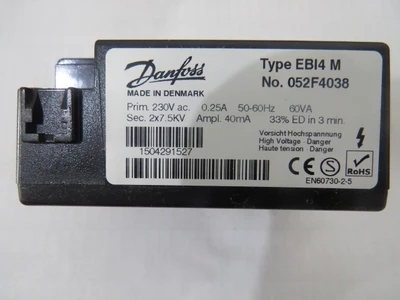 Danfoss
MADE IN DENMARK
Type EBI4 M
No. 052F4038
Prim. 230V ac. 0.25A 50-60Hz 60VA
Sec. 2x7.5KV Ampl. 40mA 33% ED in 3 min.
1504291527
Vorsicht Hochspannnung
High Voltage Danger
Haute tension Danger
CE
RoHS
EN60730-2-5